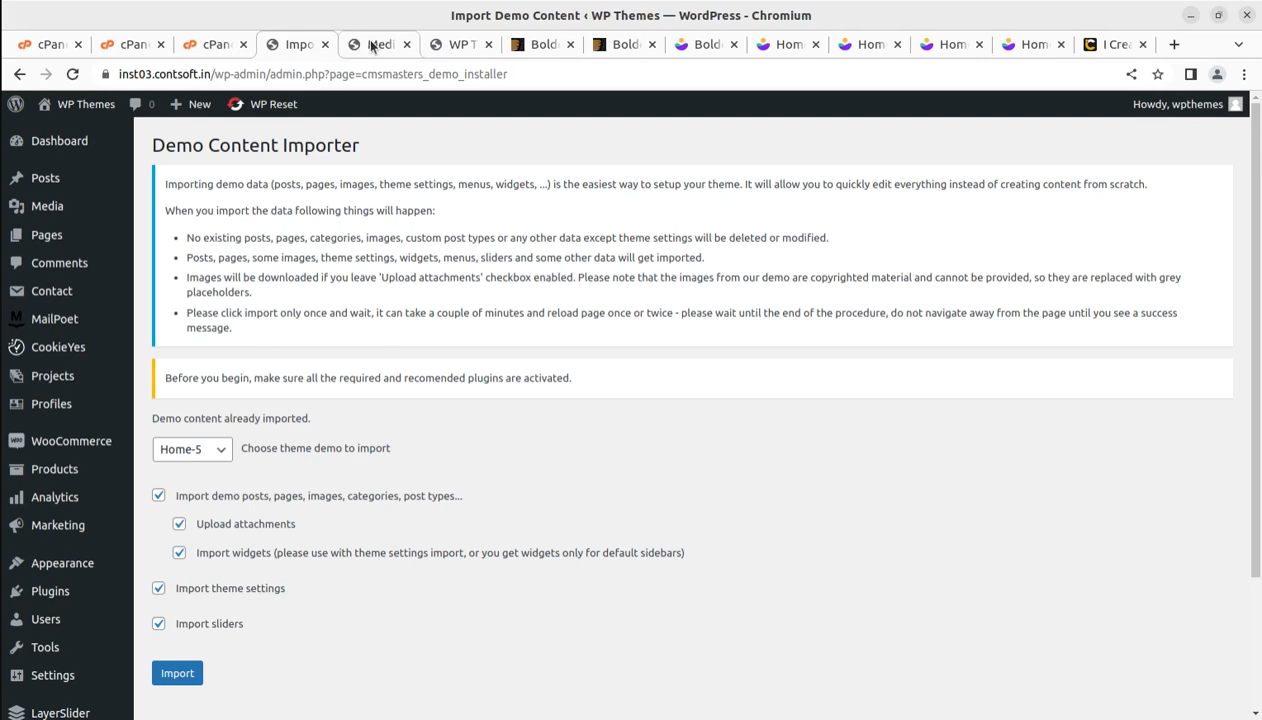 Import Demo Content ‹ WP Themes — WordPress - Chromium
cPan
cPan
cPan
Impo
Medi
WP T
Bold
Bold
Bold
Hom
Hom
Hom
Hom
I Crea
inst03.contsoft.in/wp-admin/admin.php?page=cmsmasters_demo_installer
WP Themes
0
New
WP Reset
Howdy, wpthemes
Dashboard
Posts
Media
Pages
Comments
Contact
MailPoet
CookieYes
Projects
Profiles
WooCommerce
Products
Analytics
Marketing
Appearance
Plugins
Users
Tools
Settings
LayerSlider
Demo Content Importer
Importing demo data (posts, pages, images, theme settings, menus, widgets, ...) is the easiest way to setup your theme. It will allow you to quickly edit everything instead of creating content from scratch.
When you import the data following things will happen:
• No existing posts, pages, categories, images, custom post types or any other data except theme settings will be deleted or modified.
• Posts, pages, some images, theme settings, widgets, menus, sliders and some other data will get imported.
• Images will be downloaded if you leave 'Upload attachments' checkbox enabled. Please note that the images from our demo are copyrighted material and cannot be provided, so they are replaced with grey
placeholders.
• Please click import only once and wait, it can take a couple of minutes and reload page once or twice - please wait until the end of the procedure, do not navigate away from the page until you see a success
message.
Before you begin, make sure all the required and recomended plugins are activated.
Demo content already imported.
Home-5 Choose theme demo to import
Import demo posts, pages, images, categories, post types...
Upload attachments
Import widgets (please use with theme settings import, or you get widgets only for default sidebars)
Import theme settings
Import sliders
Import